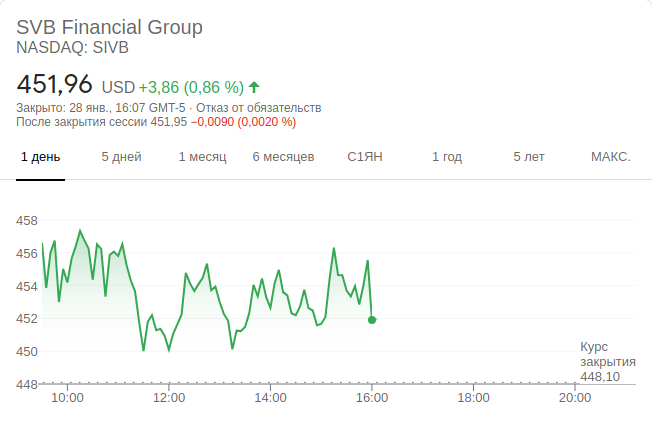 SVB Financial Group
NASDAQ: SIVB
451,96 USD +3,86 (0,86 %)
Закрыто: 28 янв., 16:07 GMT-5 · Отказ от обязательств
После закрытия сессии 451,95 −0,0090 (0,0020 %)
1 день 5 дней 1 месяц 6 месяцев С1ЯН 1 год 5 лет МАКС.
458
456
454
452
450
448
Курс
закрытия
448,10
10:00 12:00 14:00 16:00 18:00 20:00